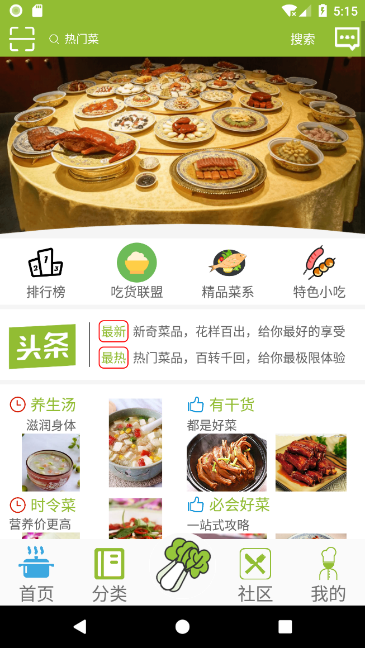 5:15
热门菜
搜索
排行榜
吃货联盟
精品菜系
特色小吃
头条
最新 新奇菜品，花样百出，给你最好的享受
最热 热门菜品，百转千回，给你最极限体验
养生汤
滋润身体
有干货
都是好菜
时令菜
营养价更高
必会好菜
一站式攻略
首页
分类
社区
我的